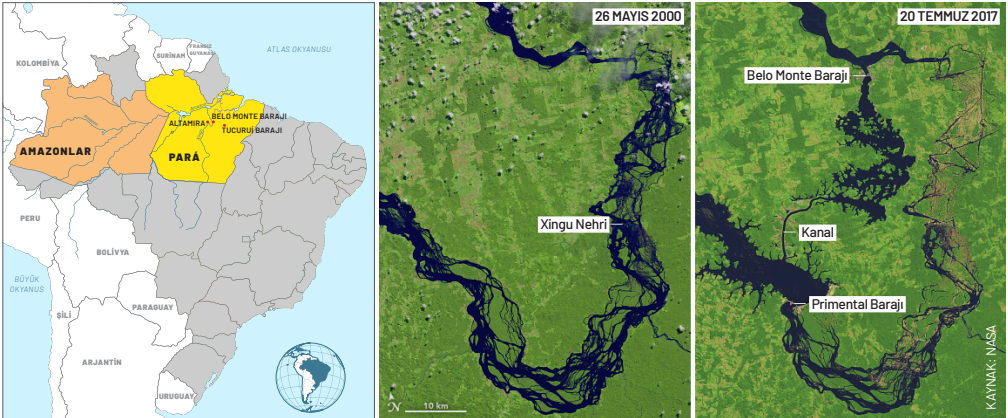 KOLOMBİYA
SURİNAM
FRANSIZ
GUYANASI
ATLAS OKYANUSU
ALTAMIRA
BELO MONTE BARAJI
TUCURUI BARAJI
AMAZONLAR
PARÁ
PERU
BOLİVYA
BÜYÜK
OKYANUS
PARAGUAY
ŞİLİ
ARJANTİN
URUGUAY
26 MAYIS 2000
Xingu Nehri
N
10 km
20 TEMMUZ 2017
Belo Monte Barajı
Kanal
Primental Barajı
KAYNAK: NASA